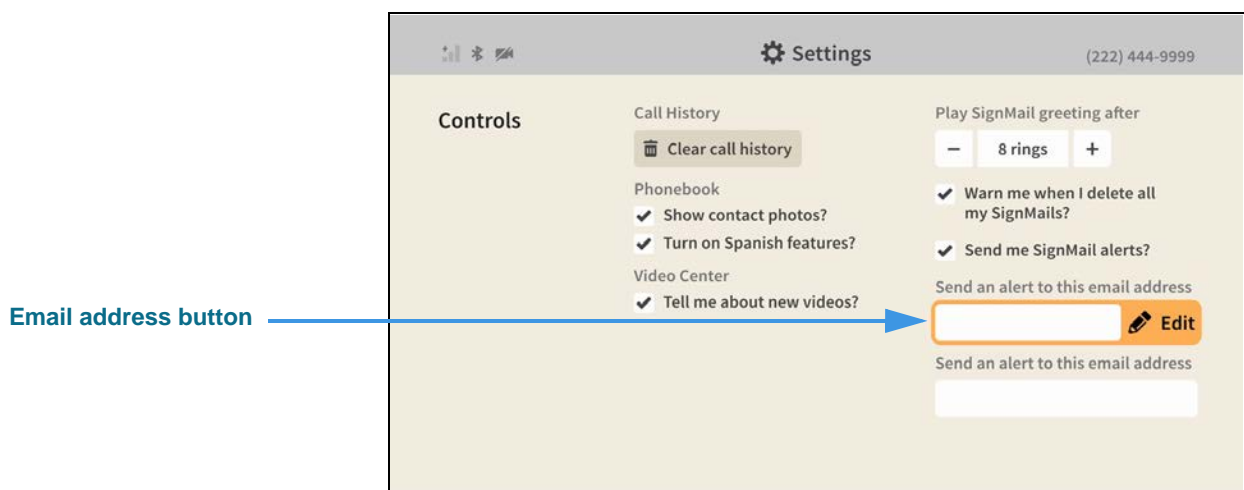 Settings
(222) 444-9999
Controls
Call History
Clear call history
Phonebook
Show contact photos?
Turn on Spanish features?
Video Center
Tell me about new videos?
Play SignMail greeting after
− 8 rings +
Warn me when I delete all
my SignMails?
Send me SignMail alerts?
Send an alert to this email address
Edit
Send an alert to this email address
Email address button